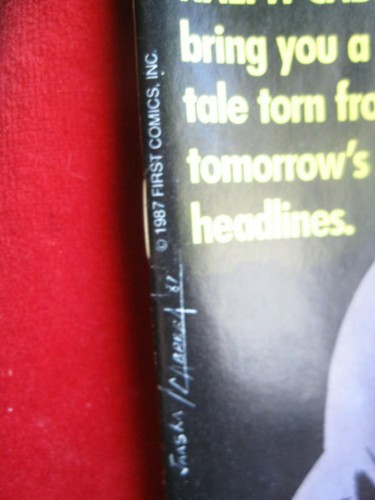 bring you a
tale torn fro
tomorrow's
headlines.
© 1987 FIRST COMICS, INC.